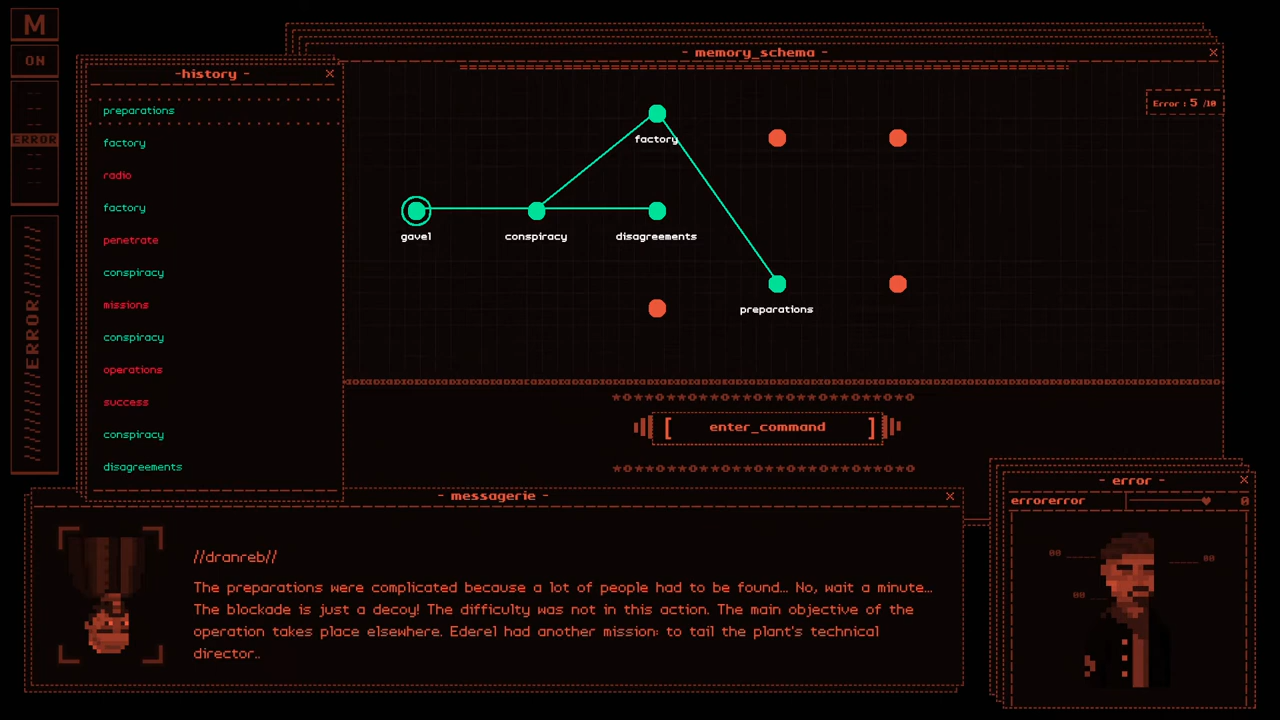 M
ON
ERROR
/////ERROR/////
-history -
preparations
factory
radio
factory
penetrate
conspiracy
missions
conspiracy
operations
success
conspiracy
disagreements
- memory_schema -
Error : 5 /10
factory
gavel
conspiracy
disagreements
preparations
[ enter_command ]
- messagerie -
//dranreb//
The preparations were complicated because a lot of people had to be found... No, wait a minute...
The blockade is just a decoy! The difficulty was not in this action. The main objective of the
operation takes place elsewhere. Ederel had another mission: to tail the plant's technical
director..
- error -
errorerror
0
00
00
00